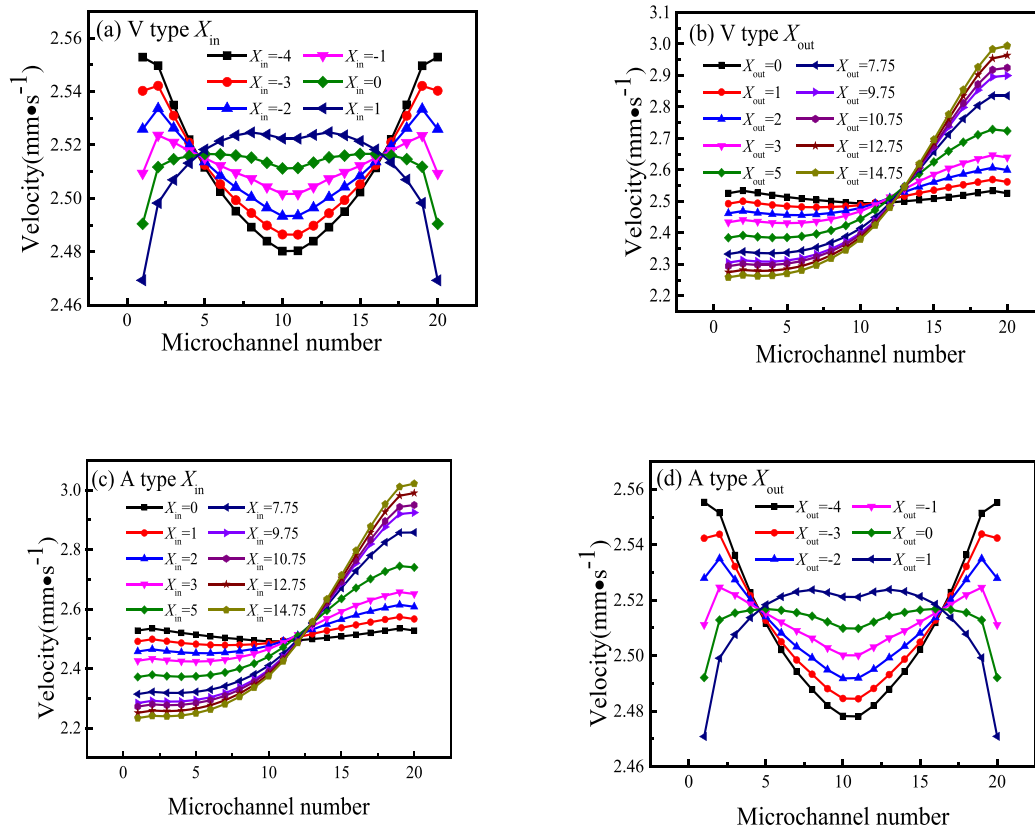 (a) V type Xin
Xin=-4
Xin=-1
Xin=-3
Xin=0
Xin=-2
Xin=1
2.56
2.54
2.52
2.50
2.48
2.46
0
5
10
15
20
Velocity(mm●s⁻¹)
Microchannel number
(b) V type Xout
Xout=0
Xout=7.75
Xout=1
Xout=9.75
Xout=2
Xout=10.75
Xout=3
Xout=12.75
Xout=5
Xout=14.75
3.1
3.0
2.9
2.8
2.7
2.6
2.5
2.4
2.3
2.2
0
5
10
15
20
Velocity(mm●s⁻¹)
Microchannel number
(c) A type Xin
Xin=0
Xin=7.75
Xin=1
Xin=9.75
Xin=2
Xin=10.75
Xin=3
Xin=12.75
Xin=5
Xin=14.75
3.0
2.8
2.6
2.4
2.2
0
5
10
15
20
Velocity(mm●s⁻¹)
Microchannel number
(d) A type Xout
Xout=-4
Xout=-1
Xout=-3
Xout=0
Xout=-2
Xout=1
2.56
2.54
2.52
2.50
2.48
2.46
0
5
10
15
20
Velocity(mm●s⁻¹)
Microchannel number